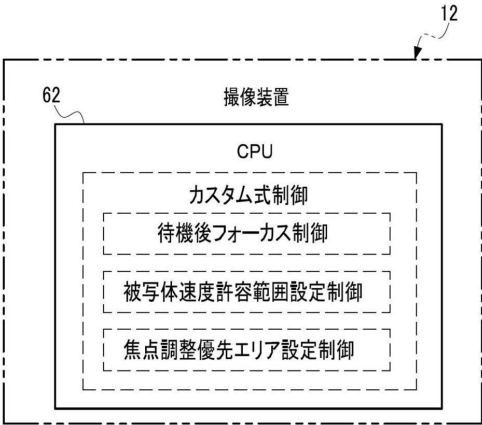 12
62
撮像装置
CPU
カスタム式制御
待機後フォーカス制御
被写体速度許容範囲設定制御
焦点調整優先エリア設定制御